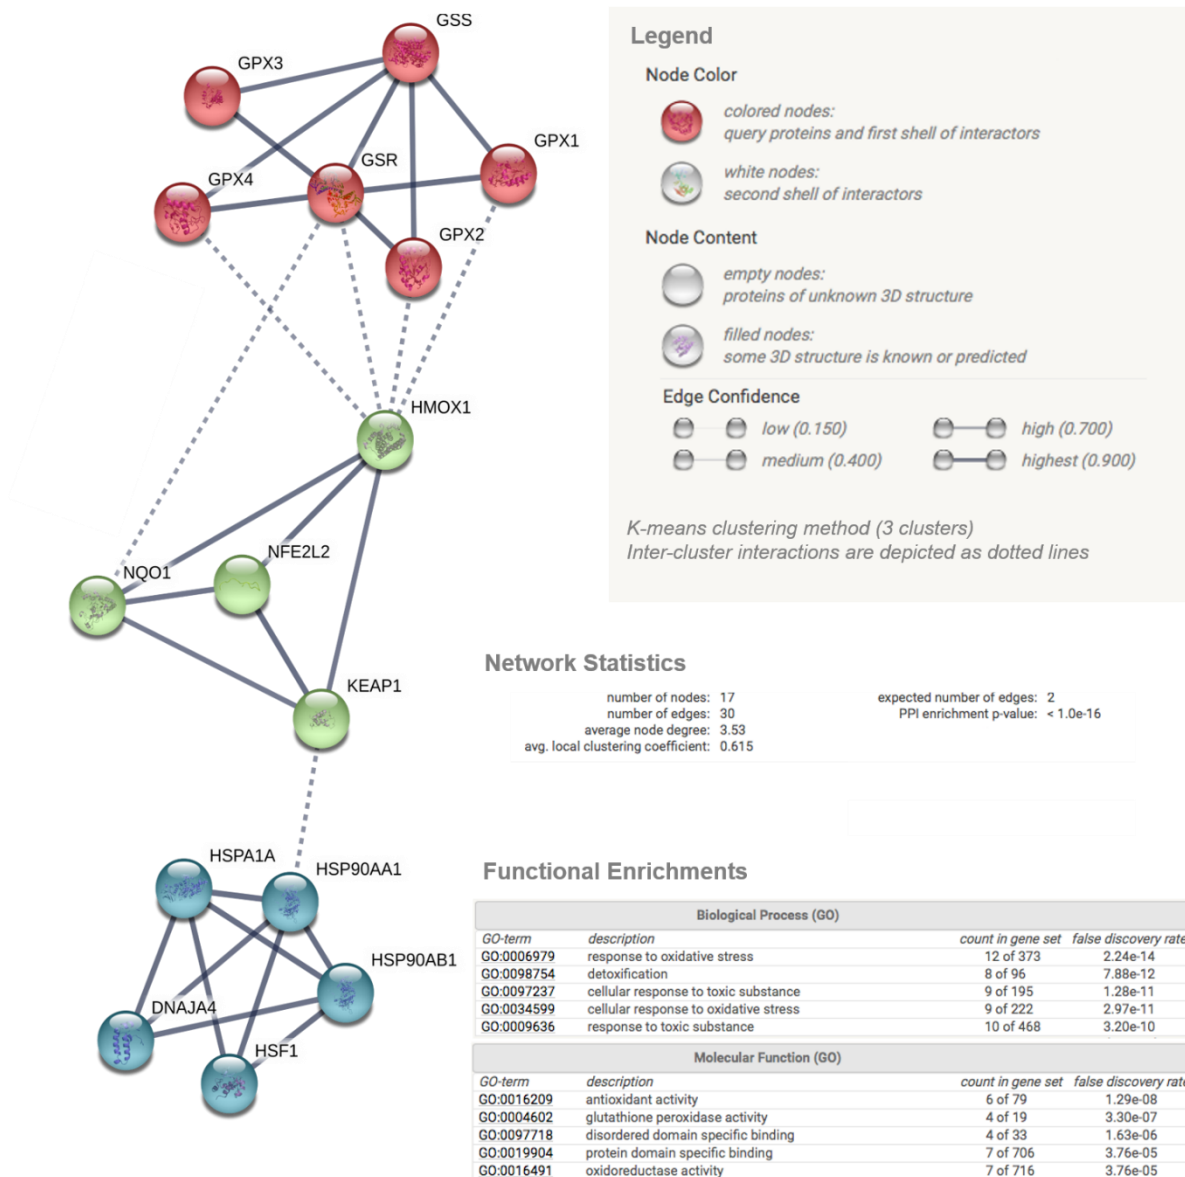 GSS
GPX3
GPX1
GSR
GPX4
GPX2
HMOX1
NFE2L2
NQO1
KEAP1
HSPA1A
HSP90AA1
HSP90AB1
DNAJA4
HSF1
Legend
Node Color
colored nodes:
query proteins and first shell of interactors
white nodes:
second shell of interactors
Node Content
empty nodes:
proteins of unknown 3D structure
filled nodes:
some 3D structure is known or predicted
Edge Confidence
low (0.150) high (0.700)
medium (0.400) highest (0.900)
K-means clustering method (3 clusters)
Inter-cluster interactions are depicted as dotted lines
Network Statistics
number of nodes: 17 expected number of edges: 2
number of edges: 30 PPI enrichment p-value: < 1.0e-16
average node degree: 3.53
avg. local clustering coefficient: 0.615
Functional Enrichments
Biological Process (GO)
GO-term description count in gene set false discovery rate
GO:0006979 response to oxidative stress 12 of 373 2.24e-14
GO:0098754 detoxification 8 of 96 7.88e-12
GO:0097237 cellular response to toxic substance 9 of 195 1.28e-11
GO:0034599 cellular response to oxidative stress 9 of 222 2.97e-11
GO:0009636 response to toxic substance 10 of 468 3.20e-10
Molecular Function (GO)
GO-term description count in gene set false discovery rate
GO:0016209 antioxidant activity 6 of 79 1.29e-08
GO:0004602 glutathione peroxidase activity 4 of 19 3.30e-07
GO:0097718 disordered domain specific binding 4 of 33 1.63e-06
GO:0019904 protein domain specific binding 7 of 706 3.76e-05
GO:0016491 oxidoreductase activity 7 of 716 3.76e-05